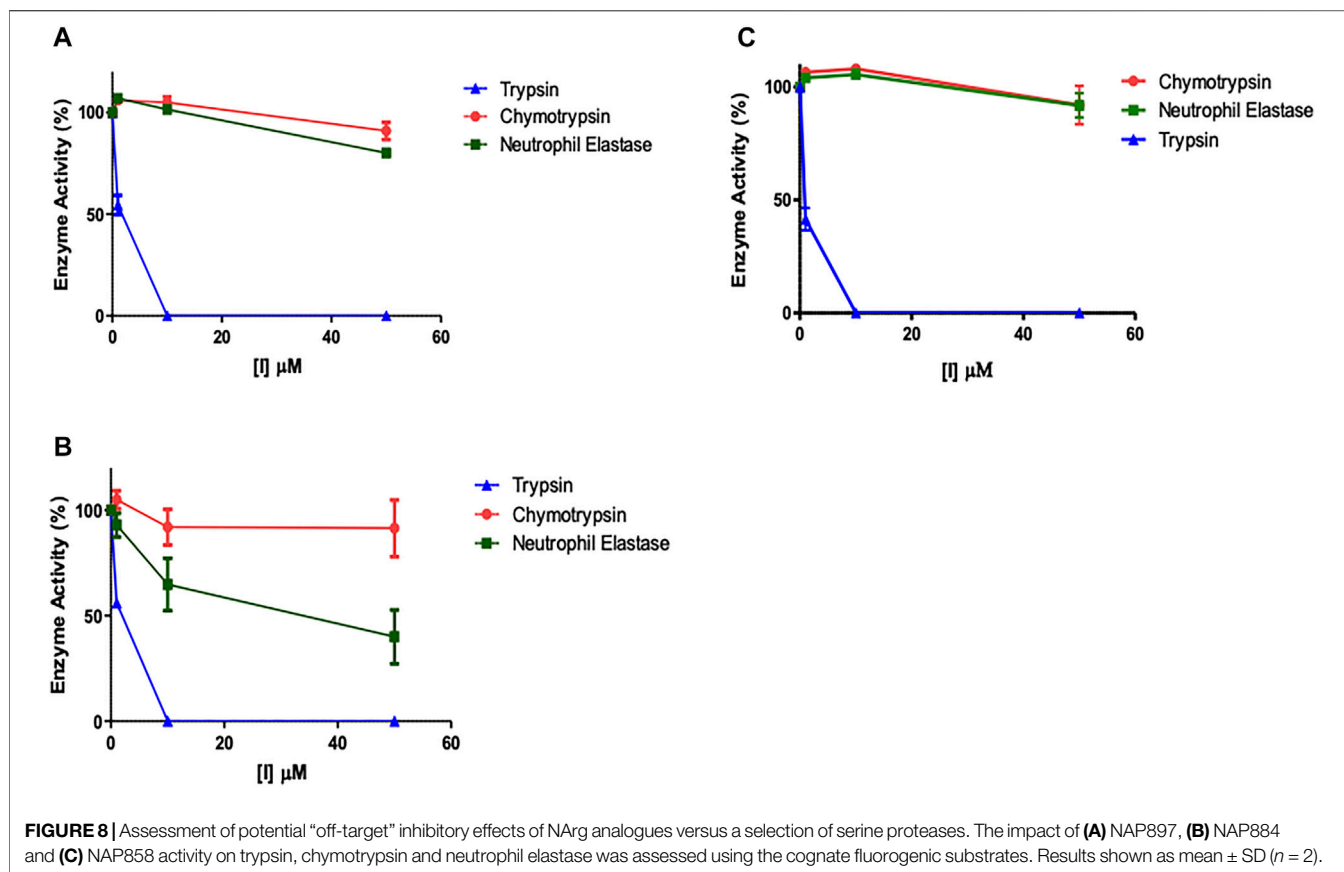 A
Enzyme Activity (%)
100
50
0
0 20 40 60
[I] μM
Trypsin
Chymotrypsin
Neutrophil Elastase
C
Enzyme Activity (%)
100
50
0
0 20 40 60
[I] μM
Chymotrypsin
Neutrophil Elastase
Trypsin
B
Enzyme Activity (%)
100
50
0
0 20 40 60
[I] μM
Trypsin
Chymotrypsin
Neutrophil Elastase
FIGURE 8 | Assessment of potential “off-target” inhibitory effects of NArg analogues versus a selection of serine proteases. The impact of (A) NAP897, (B) NAP884
and (C) NAP858 activity on trypsin, chymotrypsin and neutrophil elastase was assessed using the cognate fluorogenic substrates. Results shown as mean ± SD (n = 2).